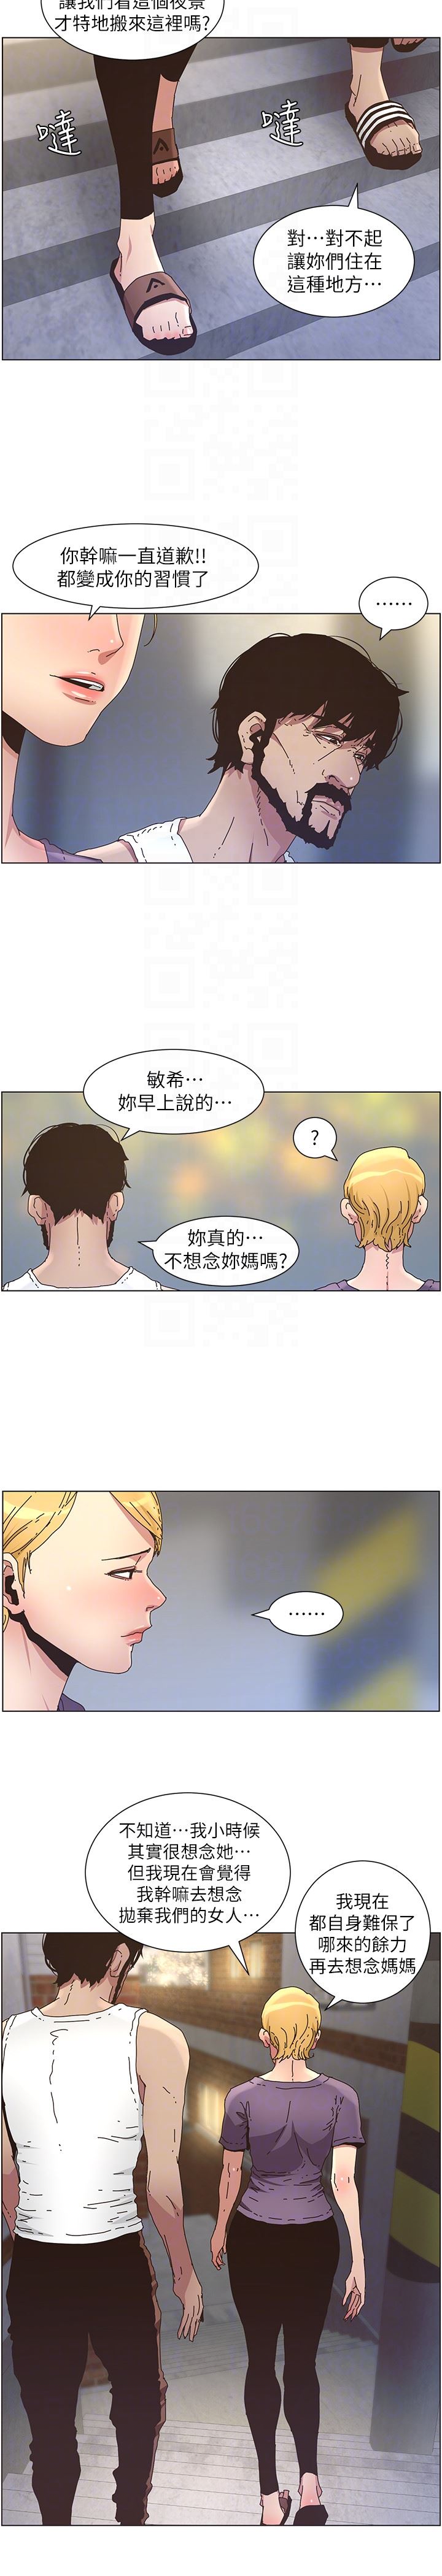 讓我們看這個夜景
才特地搬來這裡嗎?
噠
噠
對…對不起
讓妳們住在
這種地方…
你幹嘛一直道歉!!
都變成你的習慣了
……
敏希…
妳早上說的…
?
妳真的…
不想念妳媽嗎?
……
不知道…我小時候
其實很想念她…
但我現在會覺得
我幹嘛去想念
拋棄我們的女人…
我現在
都自身難保了
哪來的餘力
再去想念媽媽